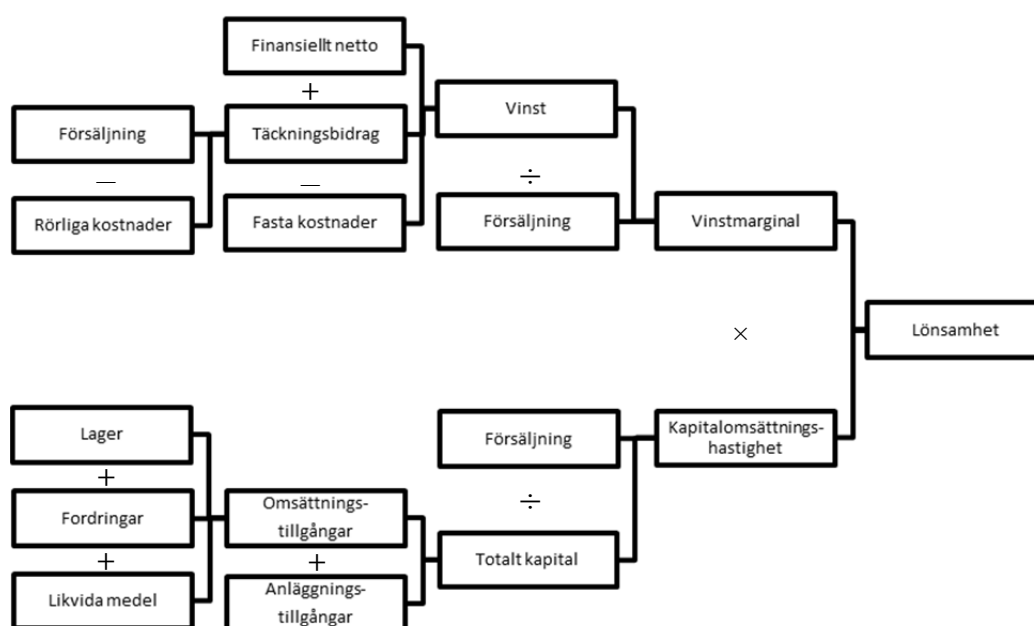 Finansiellt netto
+
Försäljning
Täckningsbidrag
Vinst
—
—
÷
Rörliga kostnader
Fasta kostnader
Försäljning
Vinstmarginal
×
Lönsamhet
Lager
Försäljning
Kapitalomsättnings-
hastighet
+
Fordringar
Omsättnings-
tillgångar
÷
+
+
Totalt kapital
Likvida medel
Anläggnings-
tillgångar